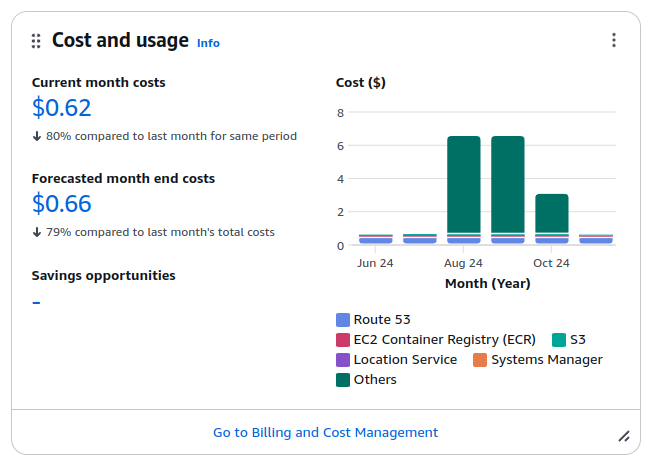 Cost and usage Info
Current month costs
$0.62
80% compared to last month for same period
Forecasted month end costs
$0.66
79% compared to last month's total costs
Savings opportunities
–
Cost ($)
8
6
4
2
0
Jun 24 Aug 24 Oct 24
Month (Year)
Route 53
EC2 Container Registry (ECR) S3
Location Service Systems Manager
Others
Go to Billing and Cost Management